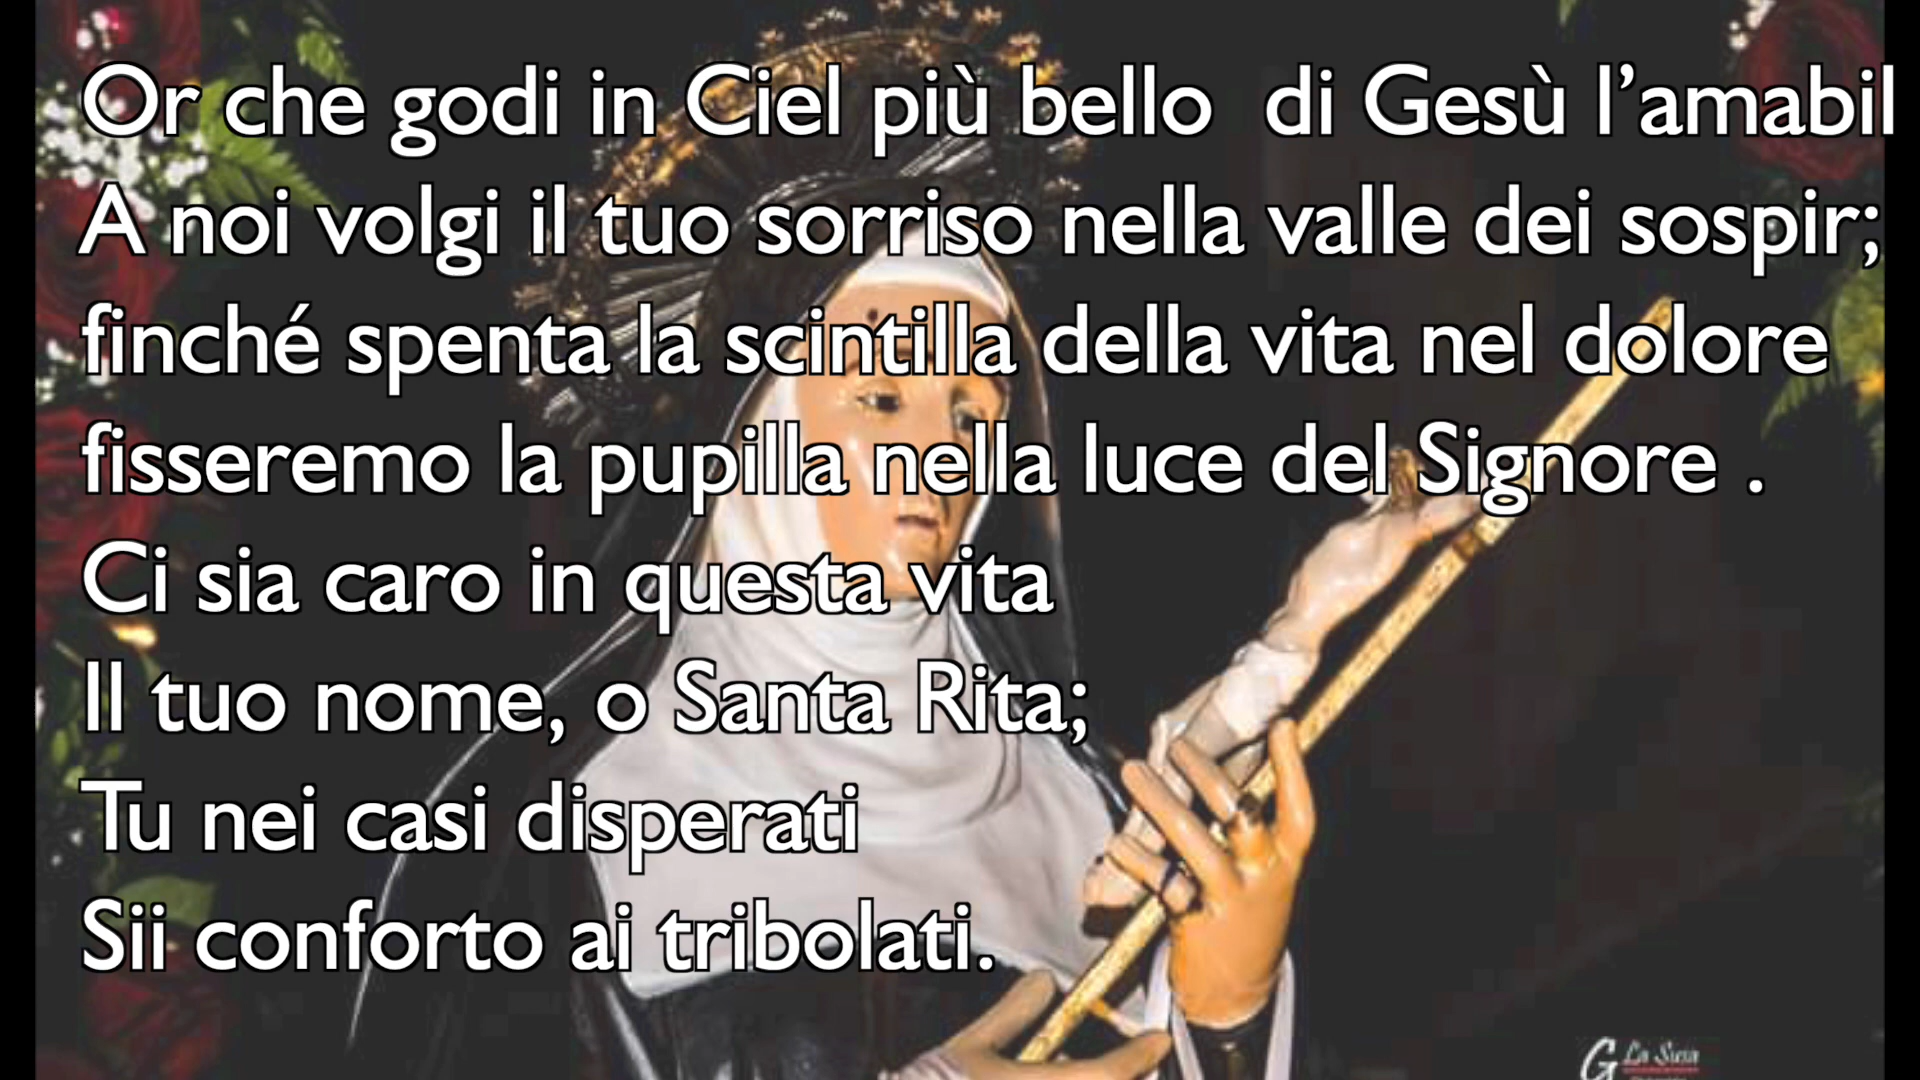 Or che godi in Ciel più bello  di Gesù l’amabil
A noi volgi il tuo sorriso nella valle dei sospir;
finché spenta la scintilla della vita nel dolore
fisseremo la pupilla nella luce del Signore .
Ci sia caro in questa vita
Il tuo nome, o Santa Rita;
Tu nei casi disperati
Sii conforto ai tribolati.
G La Susa